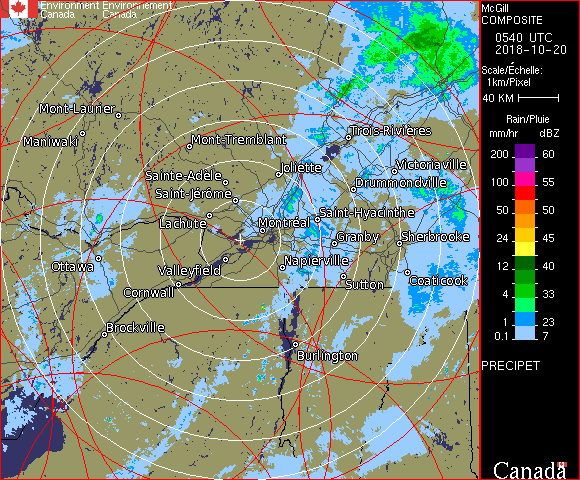 Environment Environnement
Canada Canada
McGill
COMPOSITE
0540 UTC
2018-10-20
Scale/Échelle:
1km/Pixel
40 KM
Rain/Pluie
mm/hr dBZ
200 60
100 55
50 50
24 45
12 40
4 33
1 23
0.1 7
PRECIPET
Canada
Mont-Laurier
Maniwaki
Mont-Tremblant
Trois-Rivières
Joliette
Victoriaville
Sainte-Adèle
Drummondville
Saint-Jérôme
Saint-Hyacinthe
Lachute
Montréal
Granby
Sherbrooke
Ottawa
Valleyfield
Napierville
Coaticook
Sutton
Cornwall
Brockville
Burlington